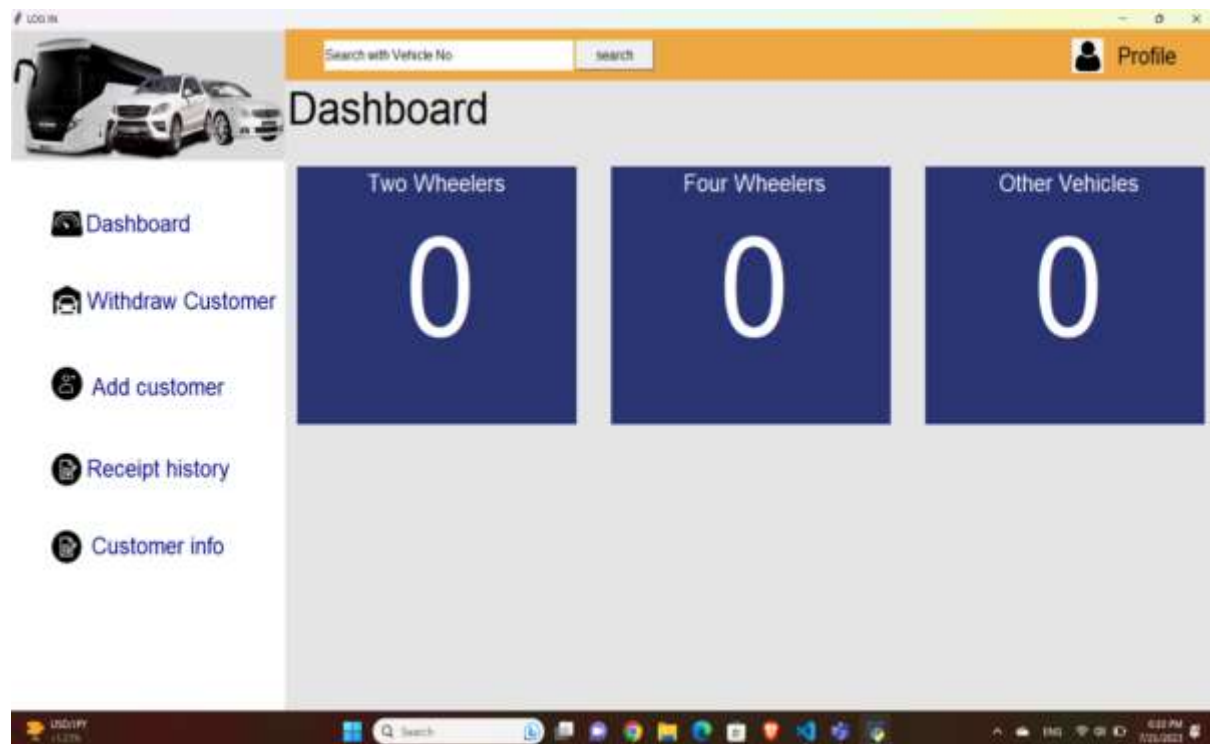 LOG IN
Search with Vehicle No
search
Profile
Dashboard
Two Wheelers
Four Wheelers
Other Vehicles
0
0
0
Dashboard
Withdraw Customer
Add customer
Receipt history
Customer info
USD/JPY
Search
ENG